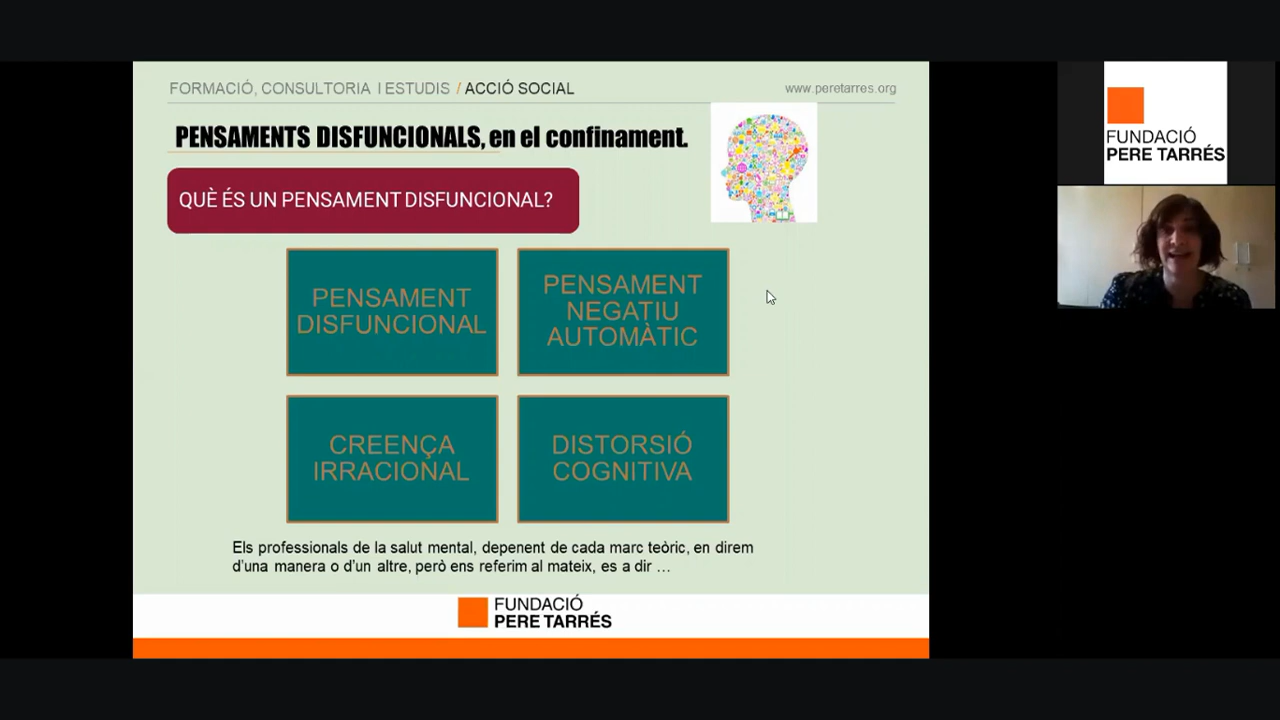 FORMACIÓ, CONSULTORIA I ESTUDIS / ACCIÓ SOCIAL
www.peretarres.org
PENSAMENTS DISFUNCIONALS, en el confinament.
QUÈ ÉS UN PENSAMENT DISFUNCIONAL?
PENSAMENT
DISFUNCIONAL
PENSAMENT
NEGATIU
AUTOMÀTIC
CREENÇA
IRRACIONAL
DISTORSIÓ
COGNITIVA
Els professionals de la salut mental, depenent de cada marc teòric, en direm
d'una manera o d'un altre, però ens referim al mateix, es a dir ...
FUNDACIÓ
PERE TARRÉS
FUNDACIÓ
PERE TARRÉS